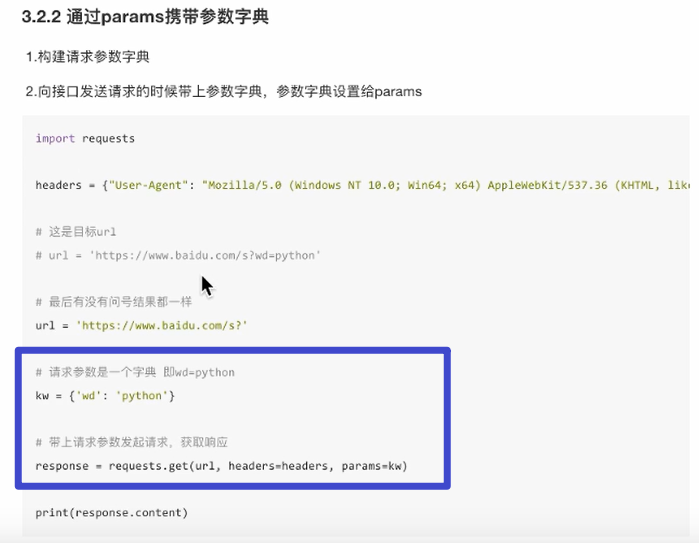 3.2.2 通过params携带参数字典
1.构建请求参数字典
2.向接口发送请求的时候带上参数字典，参数字典设置给params
import requests
headers = {"User-Agent": "Mozilla/5.0 (Windows NT 10.0; Win64; x64) AppleWebKit/537.36 (KHTML, like
# 这是目标url
# url = 'https://www.baidu.com/s?wd=python'
# 最后有没有问号结果都一样
url = 'https://www.baidu.com/s?'
# 请求参数是一个字典 即wd=python
kw = {'wd': 'python'}
# 带上请求参数发起请求，获取响应
response = requests.get(url, headers=headers, params=kw)
print(response.content)